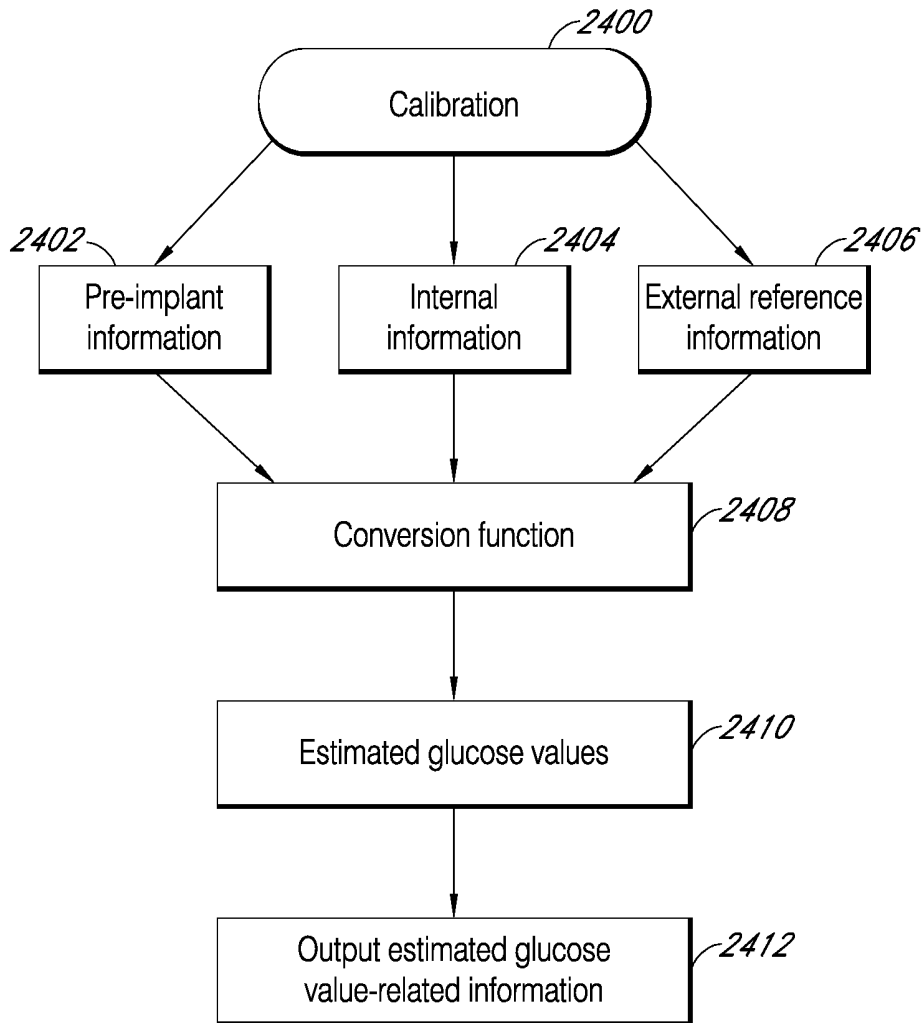 2400
Calibration
2402
2404
2406
Pre-implant
information
Internal
information
External reference
information
2408
Conversion function
2410
Estimated glucose values
2412
Output estimated glucose
value-related information